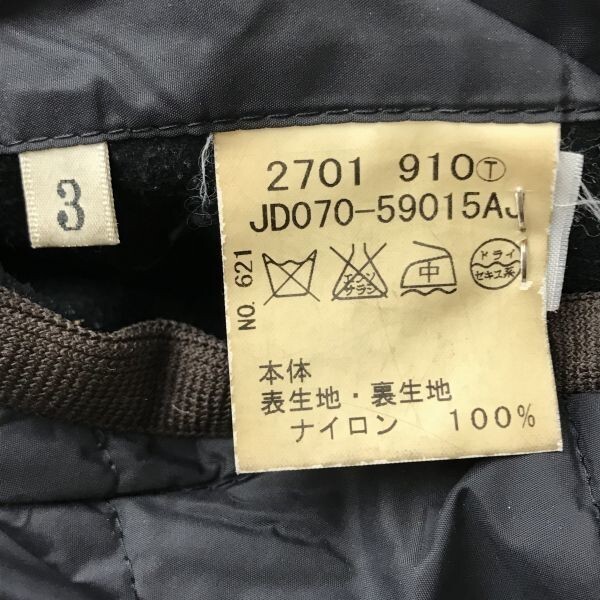 3
2701 910Ⓣ
JD070-59015AJ
NO. 621
エンソ
サラシ
中
ドライ
セキユ系
本体
表生地・裏生地
ナイロン 100%